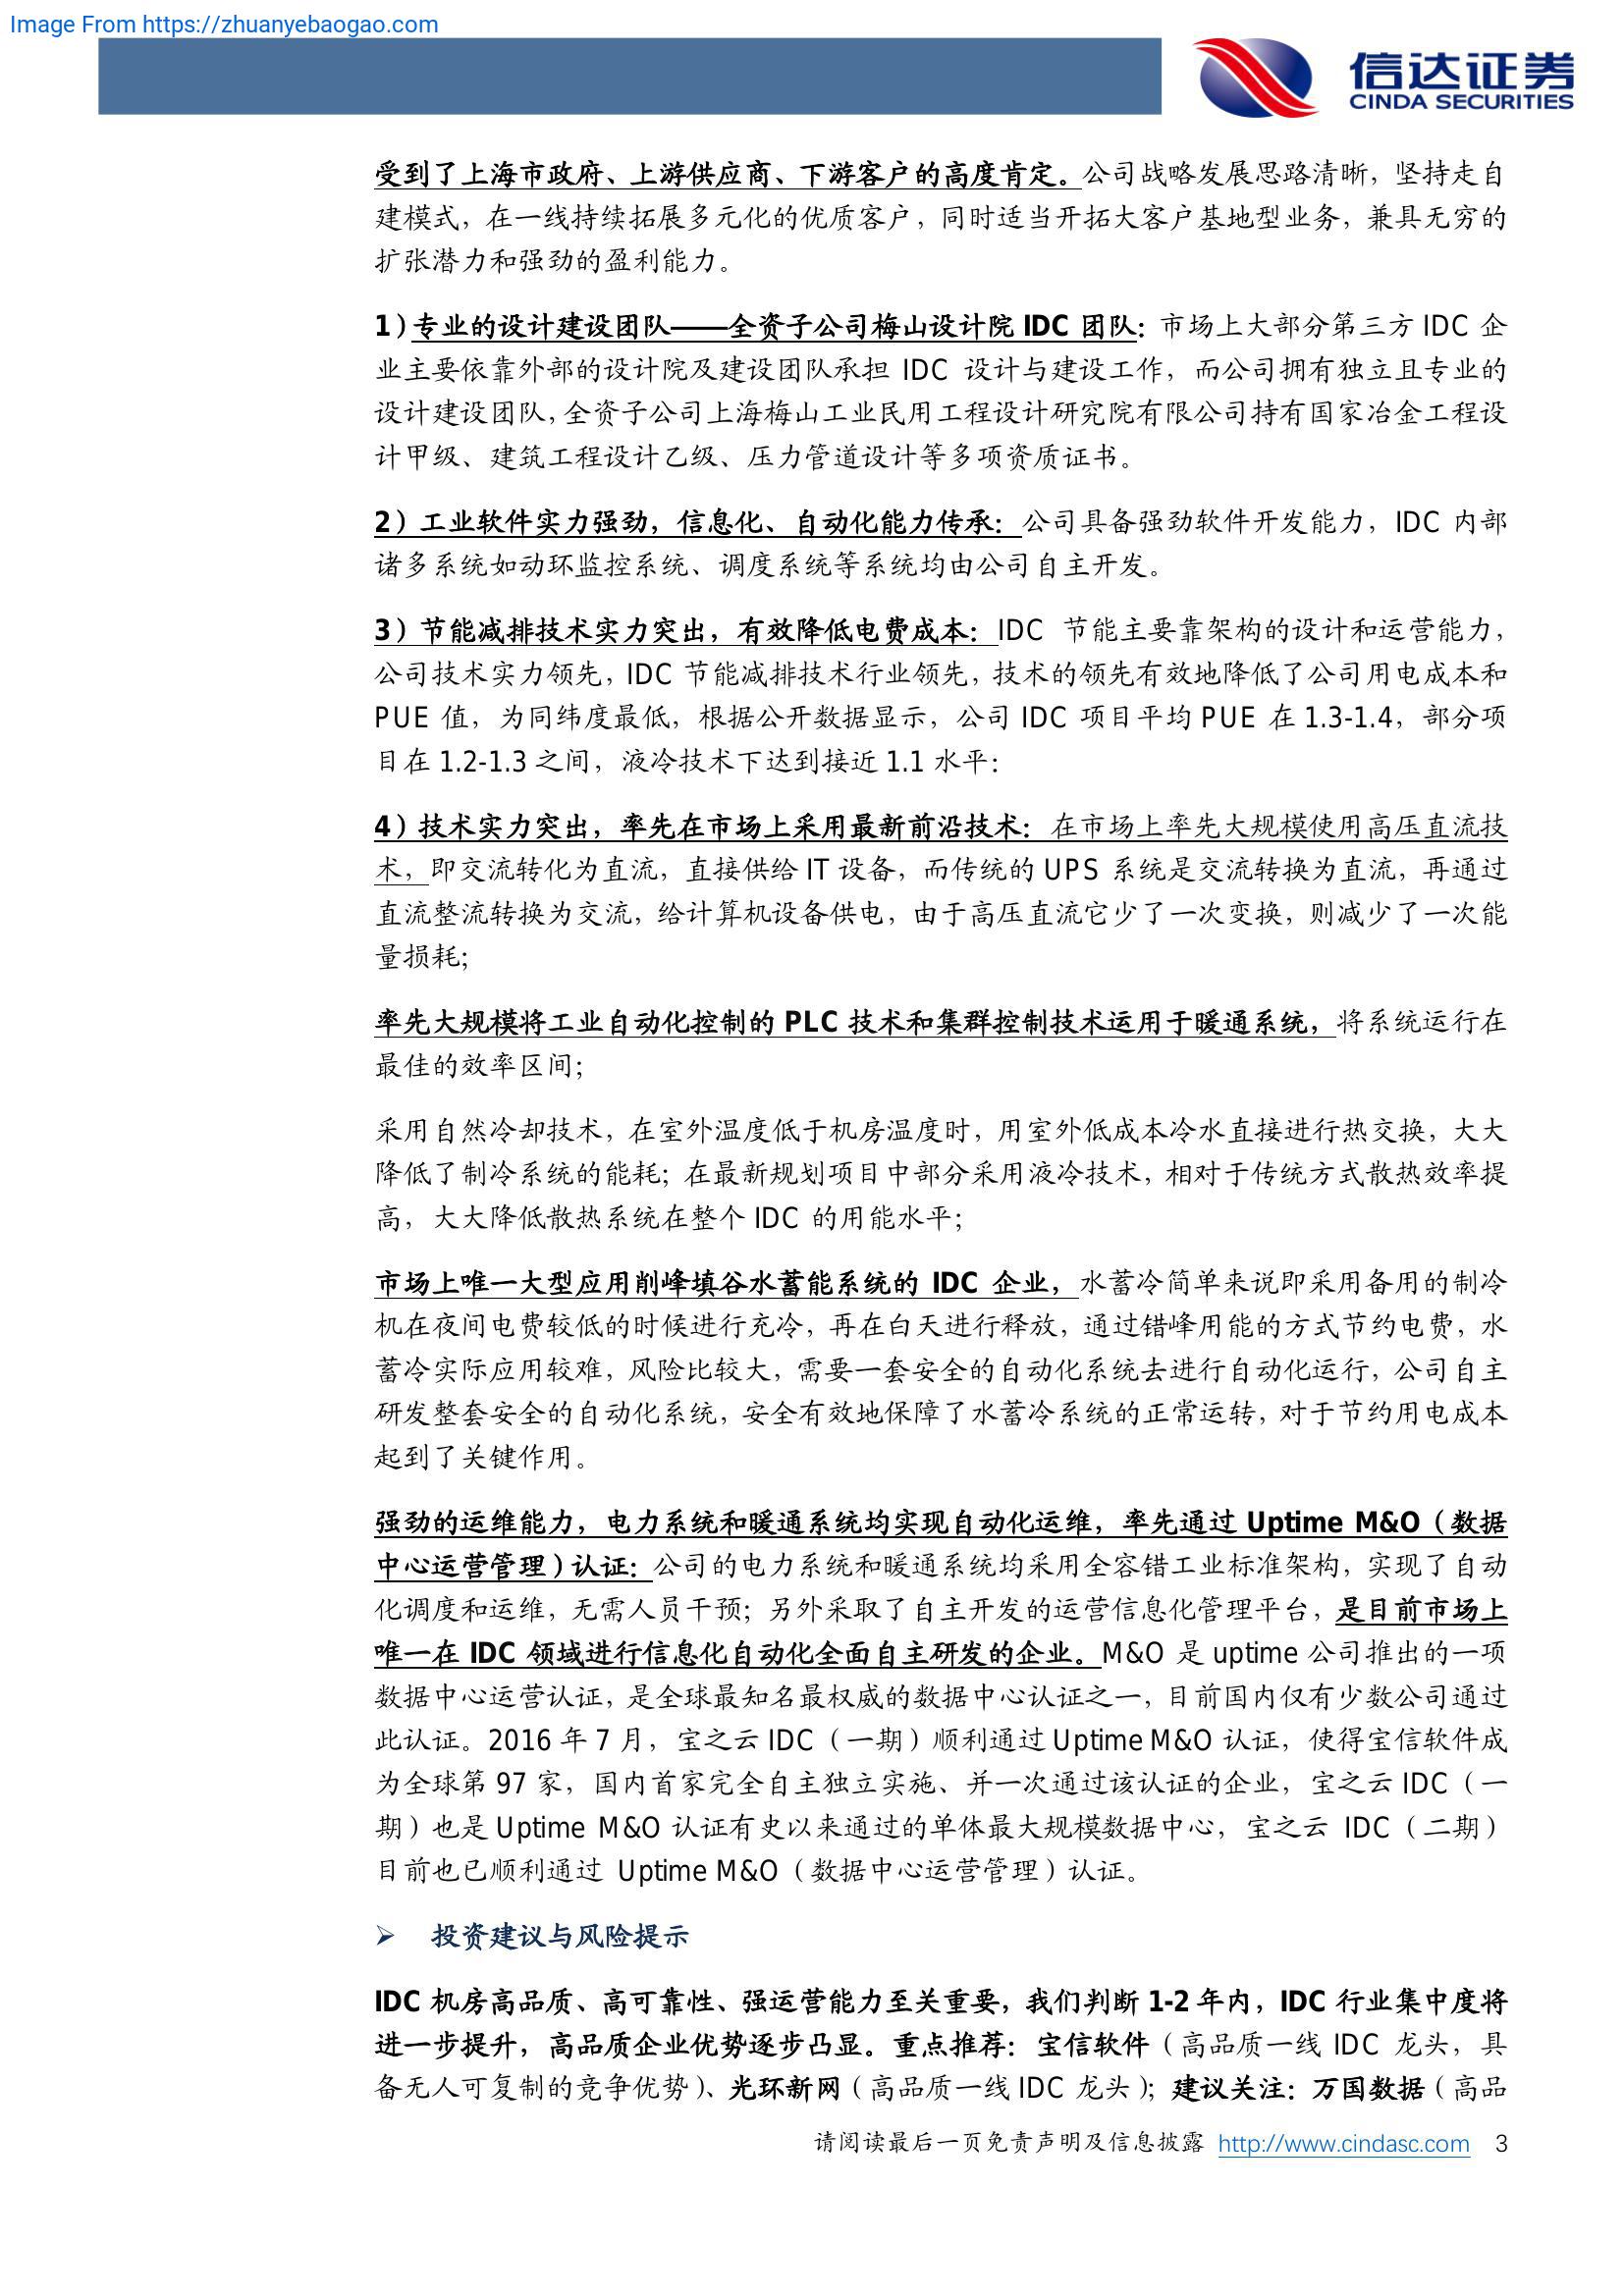 Image From https://zhuanyebaogao.com
信达证券
CINDA SECURITIES
受到了上海市政府、上游供应商、下游客户的高度肯定。公司战略发展思路清晰，坚持走自
建模式，在一线持续拓展多元化的优质客户，同时适当开拓大客户基地型业务，兼具无穷的
扩张潜力和强劲的盈利能力。
1）专业的设计建设团队——全资子公司梅山设计院 IDC 团队：市场上大部分第三方 IDC 企
业主要依靠外部的设计院及建设团队承担 IDC 设计与建设工作，而公司拥有独立且专业的
设计建设团队，全资子公司上海梅山工业民用工程设计研究院有限公司持有国家冶金工程设
计甲级、建筑工程设计乙级、压力管道设计等多项资质证书。
2）工业软件实力强劲，信息化、自动化能力传承：公司具备强劲软件开发能力，IDC 内部
诸多系统如动环监控系统、调度系统等系统均由公司自主开发。
3）节能减排技术实力突出，有效降低电费成本：IDC 节能主要靠架构的设计和运营能力，
公司技术实力领先，IDC 节能减排技术行业领先，技术的领先有效地降低了公司用电成本和
PUE 值，为同纬度最低，根据公开数据显示，公司 IDC 项目平均 PUE 在 1.3-1.4，部分项
目在 1.2-1.3 之间，液冷技术下达到接近 1.1 水平：
4）技术实力突出，率先在市场上采用最新前沿技术：在市场上率先大规模使用高压直流技
术，即交流转化为直流，直接供给 IT 设备，而传统的 UPS 系统是交流转换为直流，再通过
直流整流转换为交流，给计算机设备供电，由于高压直流它少了一次变换，则减少了一次能
量损耗；
率先大规模将工业自动化控制的 PLC 技术和集群控制技术运用于暖通系统，将系统运行在
最佳的效率区间；
采用自然冷却技术，在室外温度低于机房温度时，用室外低成本冷水直接进行热交换，大大
降低了制冷系统的能耗；在最新规划项目中部分采用液冷技术，相对于传统方式散热效率提
高，大大降低散热系统在整个 IDC 的用能水平；
市场上唯一大型应用削峰填谷水蓄能系统的 IDC 企业，水蓄冷简单来说即采用备用的制冷
机在夜间电费较低的时候进行充冷，再在白天进行释放，通过错峰用能的方式节约电费，水
蓄冷实际应用较难，风险比较大，需要一套安全的自动化系统去进行自动化运行，公司自主
研发整套安全的自动化系统，安全有效地保障了水蓄冷系统的正常运转，对于节约用电成本
起到了关键作用。
强劲的运维能力，电力系统和暖通系统均实现自动化运维，率先通过 Uptime M&O（数据
中心运营管理）认证：公司的电力系统和暖通系统均采用全容错工业标准架构，实现了自动
化调度和运维，无需人员干预；另外采取了自主开发的运营信息化管理平台，是目前市场上
唯一在 IDC 领域进行信息化自动化全面自主研发的企业。M&O 是 uptime 公司推出的一项
数据中心运营认证，是全球最知名最权威的数据中心认证之一，目前国内仅有少数公司通过
此认证。2016 年 7 月，宝之云 IDC（一期）顺利通过 Uptime M&O 认证，使得宝信软件成
为全球第 97 家，国内首家完全自主独立实施、并一次通过该认证的企业，宝之云 IDC（一
期）也是 Uptime M&O 认证有史以来通过的单体最大规模数据中心，宝之云 IDC（二期）
目前也已顺利通过 Uptime M&O（数据中心运营管理）认证。
➢ 投资建议与风险提示
IDC 机房高品质、高可靠性、强运营能力至关重要，我们判断 1-2 年内，IDC 行业集中度将
进一步提升，高品质企业优势逐步凸显。重点推荐：宝信软件（高品质一线 IDC 龙头，具
备无人可复制的竞争优势）、光环新网（高品质一线 IDC 龙头）；建议关注：万国数据（高品
请阅读最后一页免责声明及信息披露 http://www.cindasc.com 3